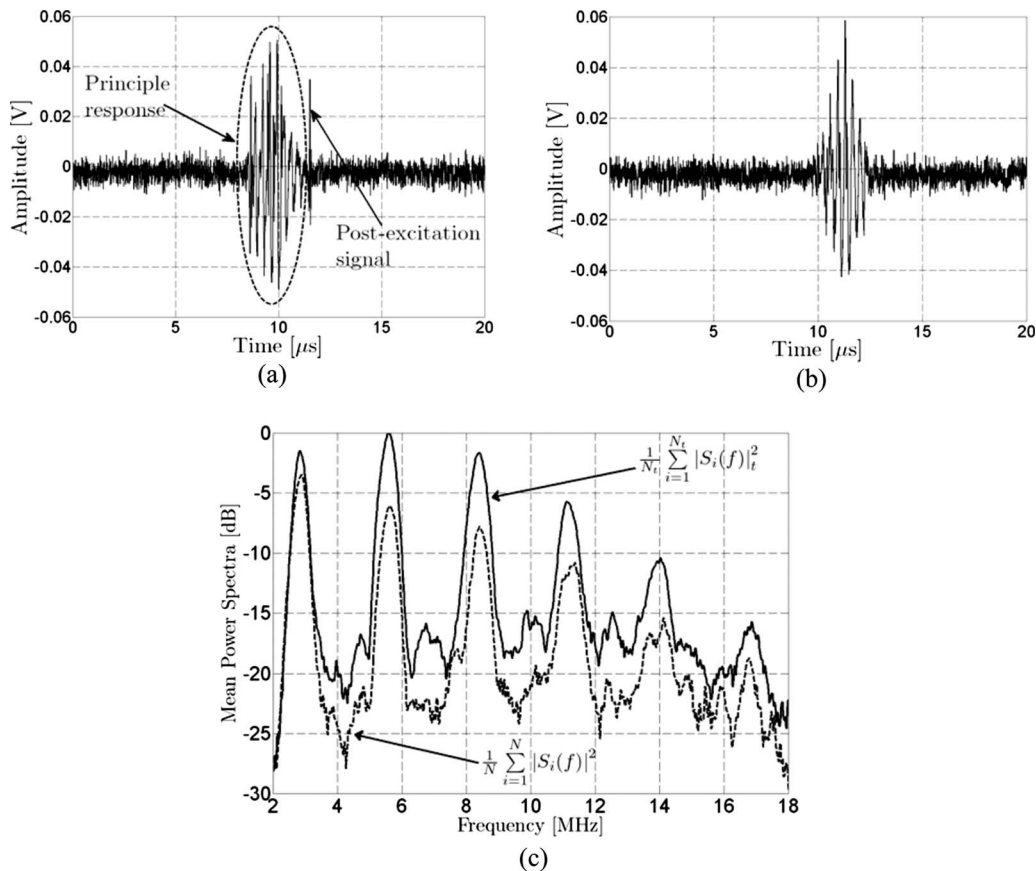 0.06
0.04
0.02
0
-0.02
-0.04
-0.06
Amplitude [V]
Principle
response
Post-excitation
signal
0 5 10 15 20
Time [μs]
(a)
0.06
0.04
0.02
0
-0.02
-0.04
-0.06
Amplitude [V]
0 5 10 15 20
Time [μs]
(b)
0
-5
-10
-15
-20
-25
-30
Mean Power Spectra [dB]
1/N_t ∑_{i=1}^{N_t} |S_i(f)|_t^2
1/N ∑_{i=1}^{N} |S_i(f)|^2
2 4 6 8 10 12 14 16 18
Frequency [MHz]
(c)